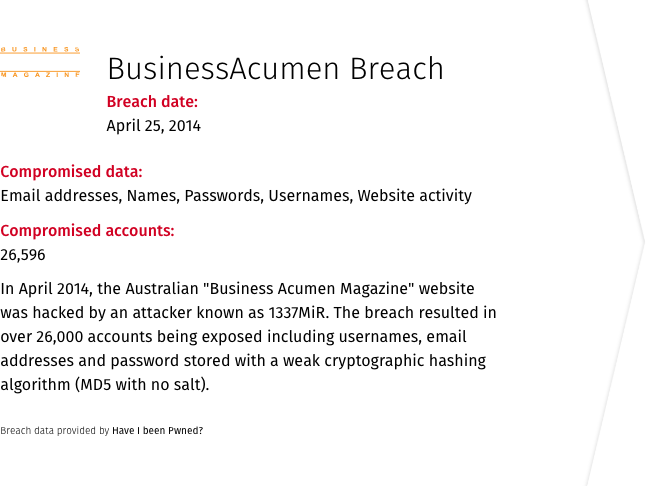 BUSINESS
MAGAZINE
BusinessAcumen Breach
Breach date:
April 25, 2014
Compromised data:
Email addresses, Names, Passwords, Usernames, Website activity
Compromised accounts:
26,596
In April 2014, the Australian "Business Acumen Magazine" website
was hacked by an attacker known as 1337MiR. The breach resulted in
over 26,000 accounts being exposed including usernames, email
addresses and password stored with a weak cryptographic hashing
algorithm (MD5 with no salt).
Breach data provided by Have I been Pwned?